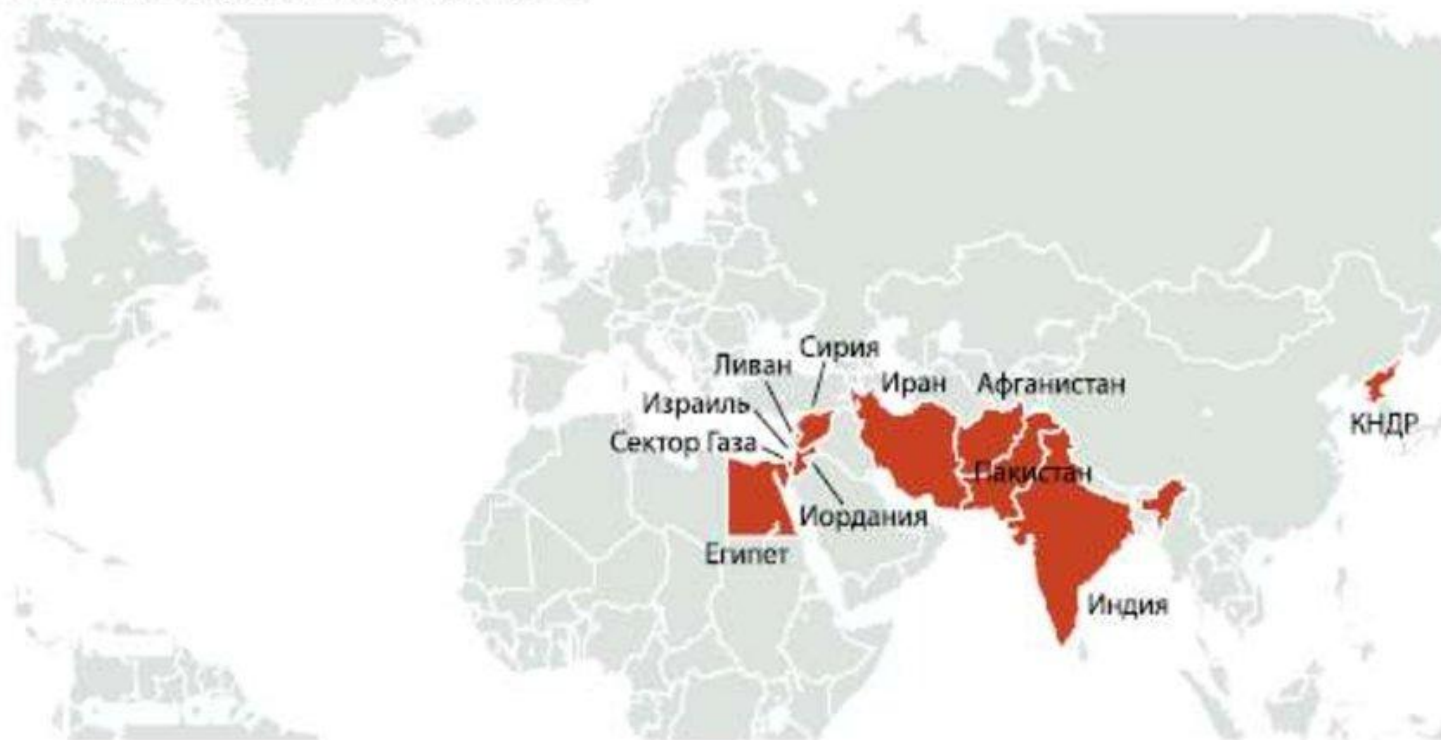 Сирия
Ливан
Иран
Афганистан
Израиль
КНДР
Сектор Газа
Пакистан
Иордания
Египет
Индия